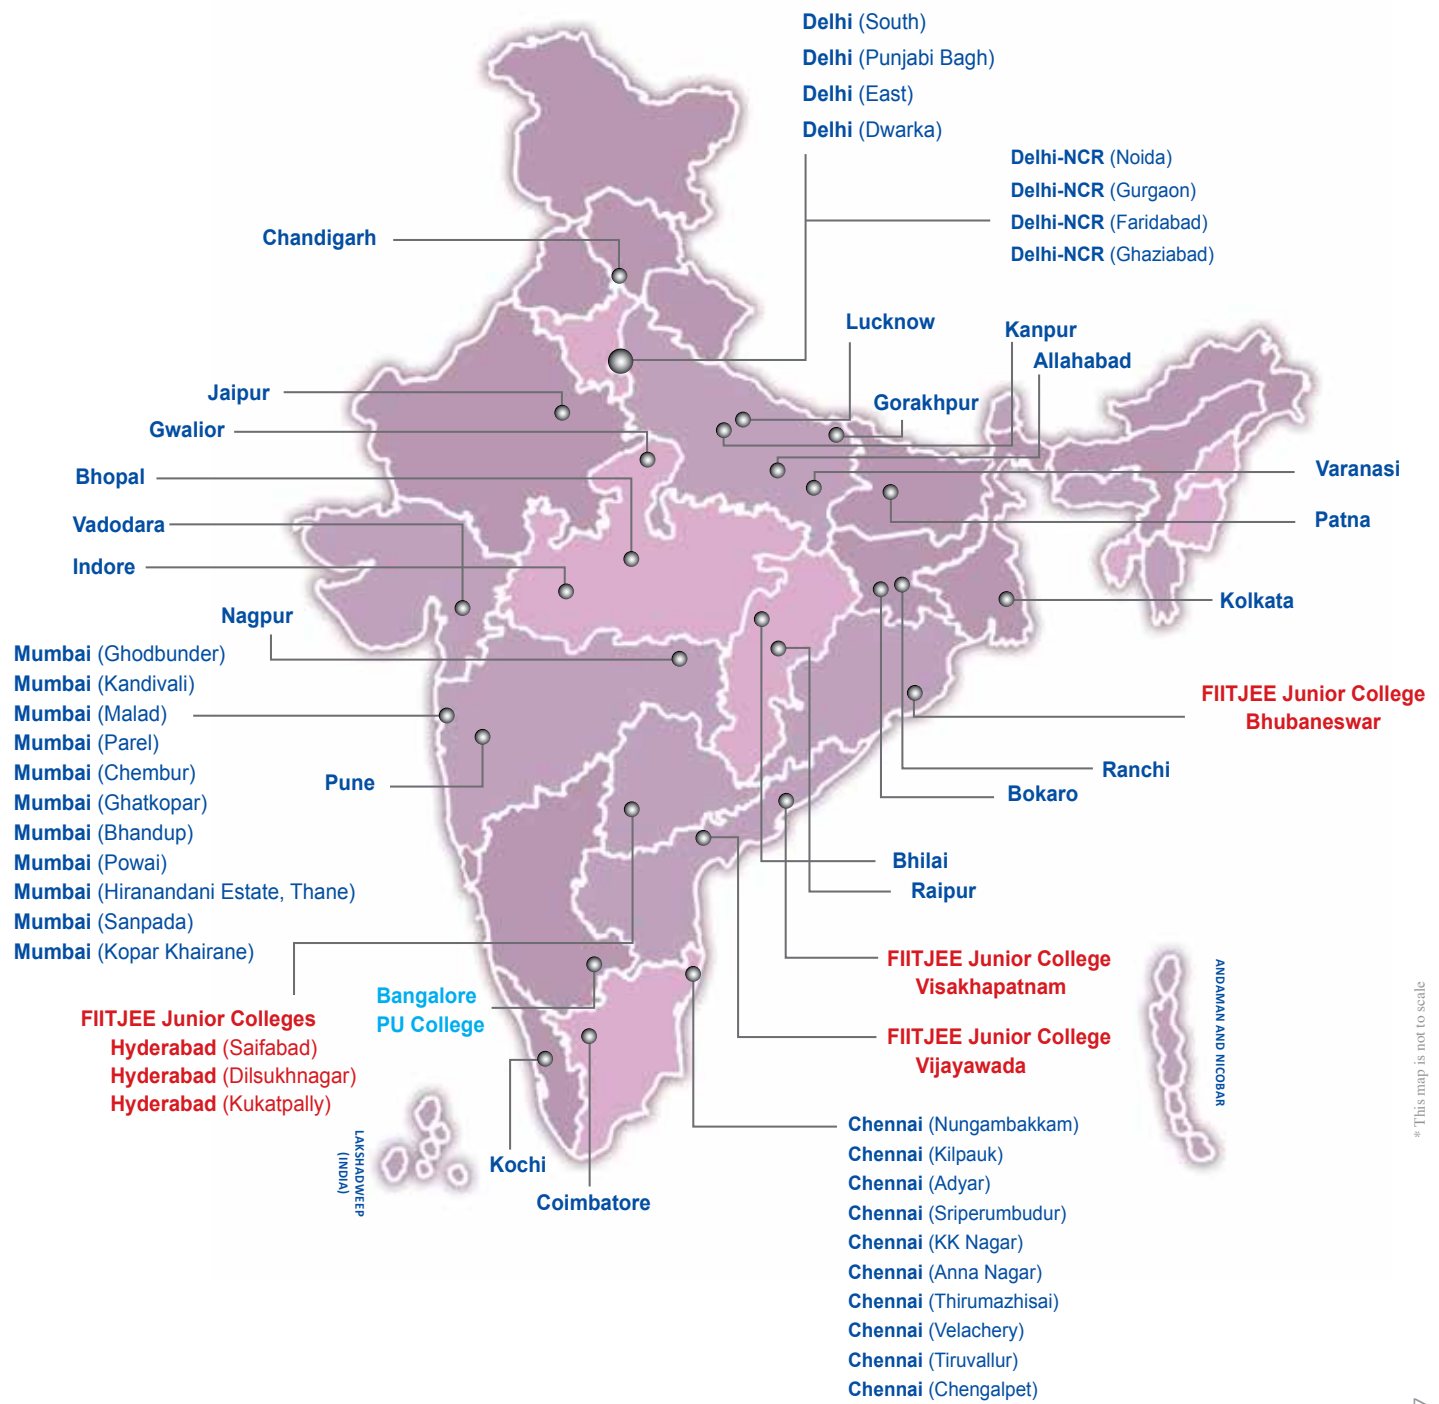 Delhi (South)
Delhi (Punjabi Bagh)
Delhi (East)
Delhi (Dwarka)
Delhi-NCR (Noida)
Delhi-NCR (Gurgaon)
Delhi-NCR (Faridabad)
Delhi-NCR (Ghaziabad)
Chandigarh
Lucknow
Kanpur
Allahabad
Gorakhpur
Jaipur
Gwalior
Bhopal
Vadodara
Indore
Nagpur
Varanasi
Patna
Kolkata
Mumbai (Ghodbunder)
Mumbai (Kandivali)
Mumbai (Malad)
Mumbai (Parel)
Mumbai (Chembur)
Mumbai (Ghatkopar)
Mumbai (Bhandup)
Mumbai (Powai)
Mumbai (Hiranandani Estate, Thane)
Mumbai (Sanpada)
Mumbai (Kopar Khairane)
Pune
FIITJEE Junior College
Bhubaneswar
Ranchi
Bokaro
Bhilai
Raipur
FIITJEE Junior College
Visakhapatnam
FIITJEE Junior College
Vijayawada
Bangalore
PU College
FIITJEE Junior Colleges
Hyderabad (Saifabad)
Hyderabad (Dilsukhnagar)
Hyderabad (Kukatpally)
LAKSHADWEEP
(INDIA)
Kochi
Coimbatore
ANDAMAN AND NICOBAR
* This map is not to scale
Chennai (Nungambakkam)
Chennai (Kilpauk)
Chennai (Adyar)
Chennai (Sriperumbudur)
Chennai (KK Nagar)
Chennai (Anna Nagar)
Chennai (Thirumazhisai)
Chennai (Velachery)
Chennai (Tiruvallur)
Chennai (Chengalpet)
7